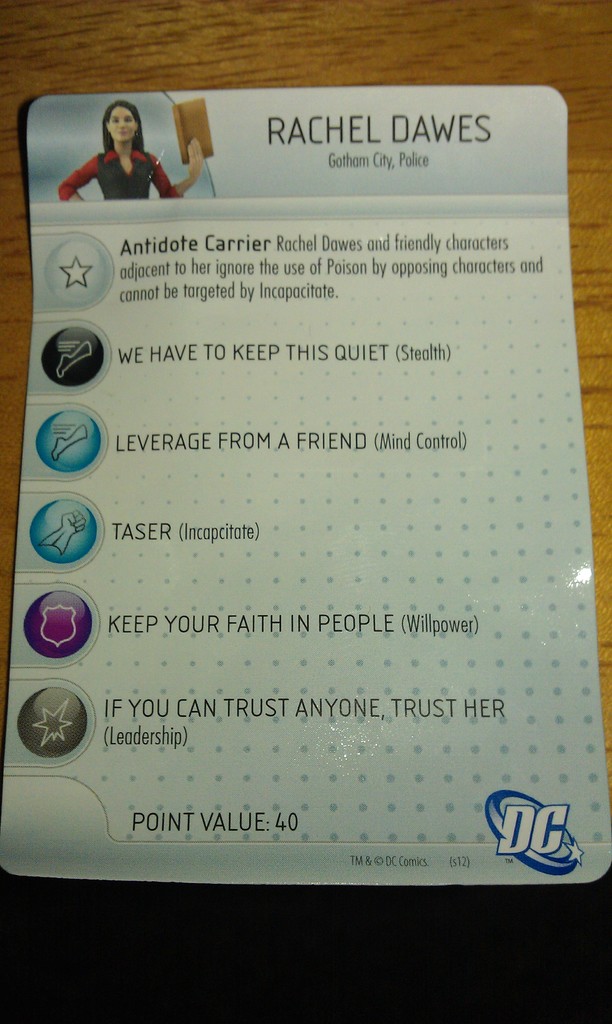 RACHEL DAWES
Gotham City, Police
Antidote Carrier Rachel Dawes and friendly characters
adjacent to her ignore the use of Poison by opposing characters and
cannot be targeted by Incapacitate.
WE HAVE TO KEEP THIS QUIET (Stealth)
LEVERAGE FROM A FRIEND (Mind Control)
TASER (Incapcitate)
KEEP YOUR FAITH IN PEOPLE (Willpower)
IF YOU CAN TRUST ANYONE, TRUST HER
(Leadership)
POINT VALUE: 40
DC
TM
TM & © DC Comics. (s12)